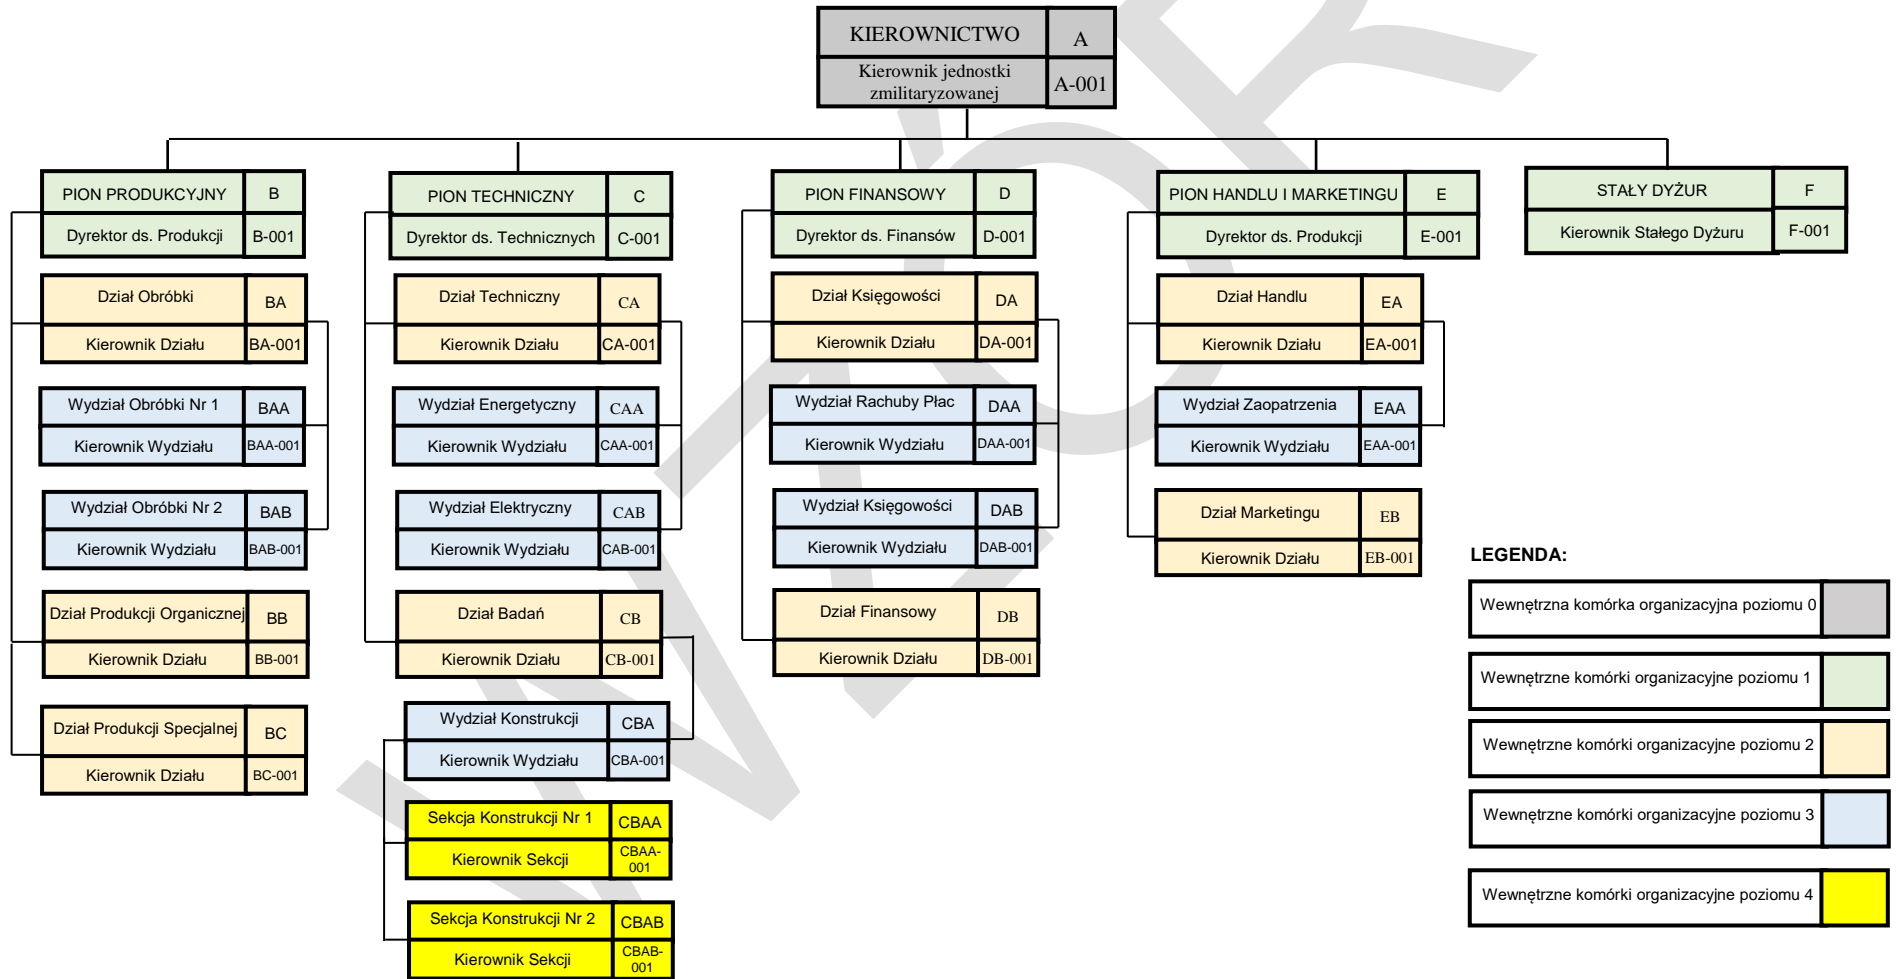 KIEROWNICTWO A
Kierownik jednostki
zmilitaryzowanej A-001
PION PRODUKCYJNY B
Dyrektor ds. Produkcji B-001
Dział Obróbki BA
Kierownik Działu BA-001
Wydział Obróbki Nr 1 BAA
Kierownik Wydziału BAA-001
Wydział Obróbki Nr 2 BAB
Kierownik Wydziału BAB-001
Dział Produkcji Organicznej BB
Kierownik Działu BB-001
Dział Produkcji Specjalnej BC
Kierownik Działu BC-001
PION TECHNICZNY C
Dyrektor ds. Technicznych C-001
Dział Techniczny CA
Kierownik Działu CA-001
Wydział Energetyczny CAA
Kierownik Wydziału CAA-001
Wydział Elektryczny CAB
Kierownik Wydziału CAB-001
Dział Badań CB
Kierownik Działu CB-001
Wydział Konstrukcji CBA
Kierownik Wydziału CBA-001
Sekcja Konstrukcji Nr 1 CBAA
Kierownik Sekcji CBAA-
001
Sekcja Konstrukcji Nr 2 CBAB
Kierownik Sekcji CBAB-
001
PION FINANSOWY D
Dyrektor ds. Finansów D-001
Dział Księgowości DA
Kierownik Działu DA-001
Wydział Rachuby Płac DAA
Kierownik Wydziału DAA-001
Wydział Księgowości DAB
Kierownik Wydziału DAB-001
Dział Finansowy DB
Kierownik Działu DB-001
PION HANDLU I MARKETINGU E
Dyrektor ds. Produkcji E-001
Dział Handlu EA
Kierownik Działu EA-001
Wydział Zaopatrzenia EAA
Kierownik Wydziału EAA-001
Dział Marketingu EB
Kierownik Działu EB-001
STAŁY DYŻUR F
Kierownik Stałego Dyżuru F-001
LEGENDA:
Wewnętrzna komórka organizacyjna poziomu 0
Wewnętrzne komórki organizacyjne poziomu 1
Wewnętrzne komórki organizacyjne poziomu 2
Wewnętrzne komórki organizacyjne poziomu 3
Wewnętrzne komórki organizacyjne poziomu 4
WZÓR